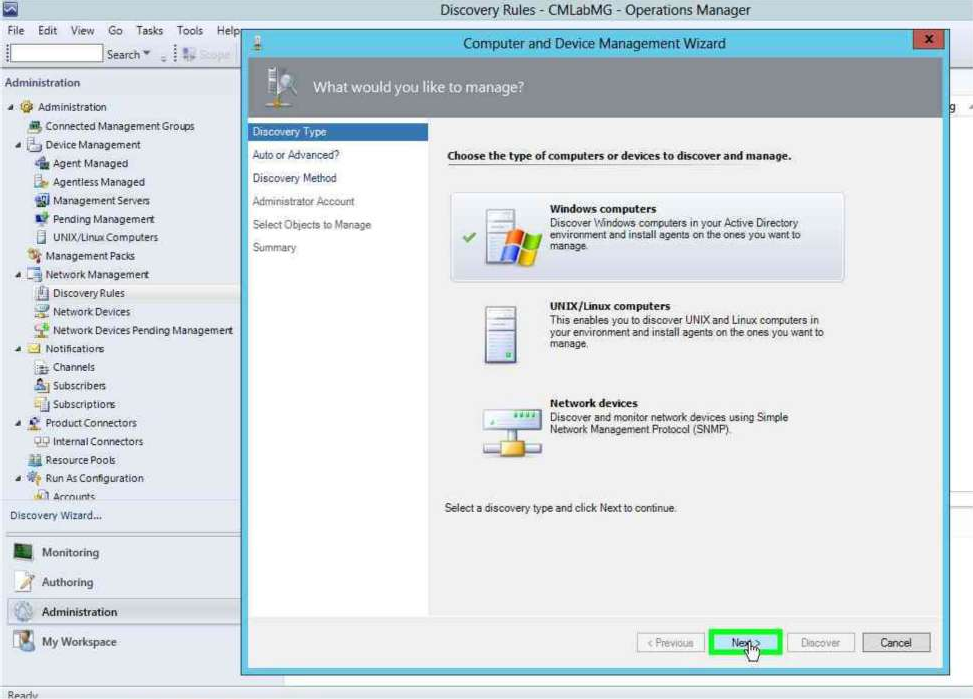 Discovery Rules - CMLabMG - Operations Manager
File Edit View Go Tasks Tools Help
Search
Scope
Administration
Administration
Connected Management Groups
Device Management
Agent Managed
Agentless Managed
Management Servers
Pending Management
UNIX/Linux Computers
Management Packs
Network Management
Discovery Rules
Network Devices
Network Devices Pending Management
Notifications
Channels
Subscribers
Subscriptions
Product Connectors
Internal Connectors
Resource Pools
Run As Configuration
Accounts
Discovery Wizard...
Monitoring
Authoring
Administration
My Workspace
Ready
Computer and Device Management Wizard
x
What would you like to manage?
Discovery Type
Auto or Advanced?
Discovery Method
Administrator Account
Select Objects to Manage
Summary
Choose the type of computers or devices to discover and manage.
Windows computers
Discover Windows computers in your Active Directory
environment and install agents on the ones you want to
manage.
UNIX/Linux computers
This enables you to discover UNIX and Linux computers in
your environment and install agents on the ones you want to
manage.
Network devices
Discover and monitor network devices using Simple
Network Management Protocol (SNMP).
Select a discovery type and click Next to continue.
< Previous
Next >
Discover
Cancel